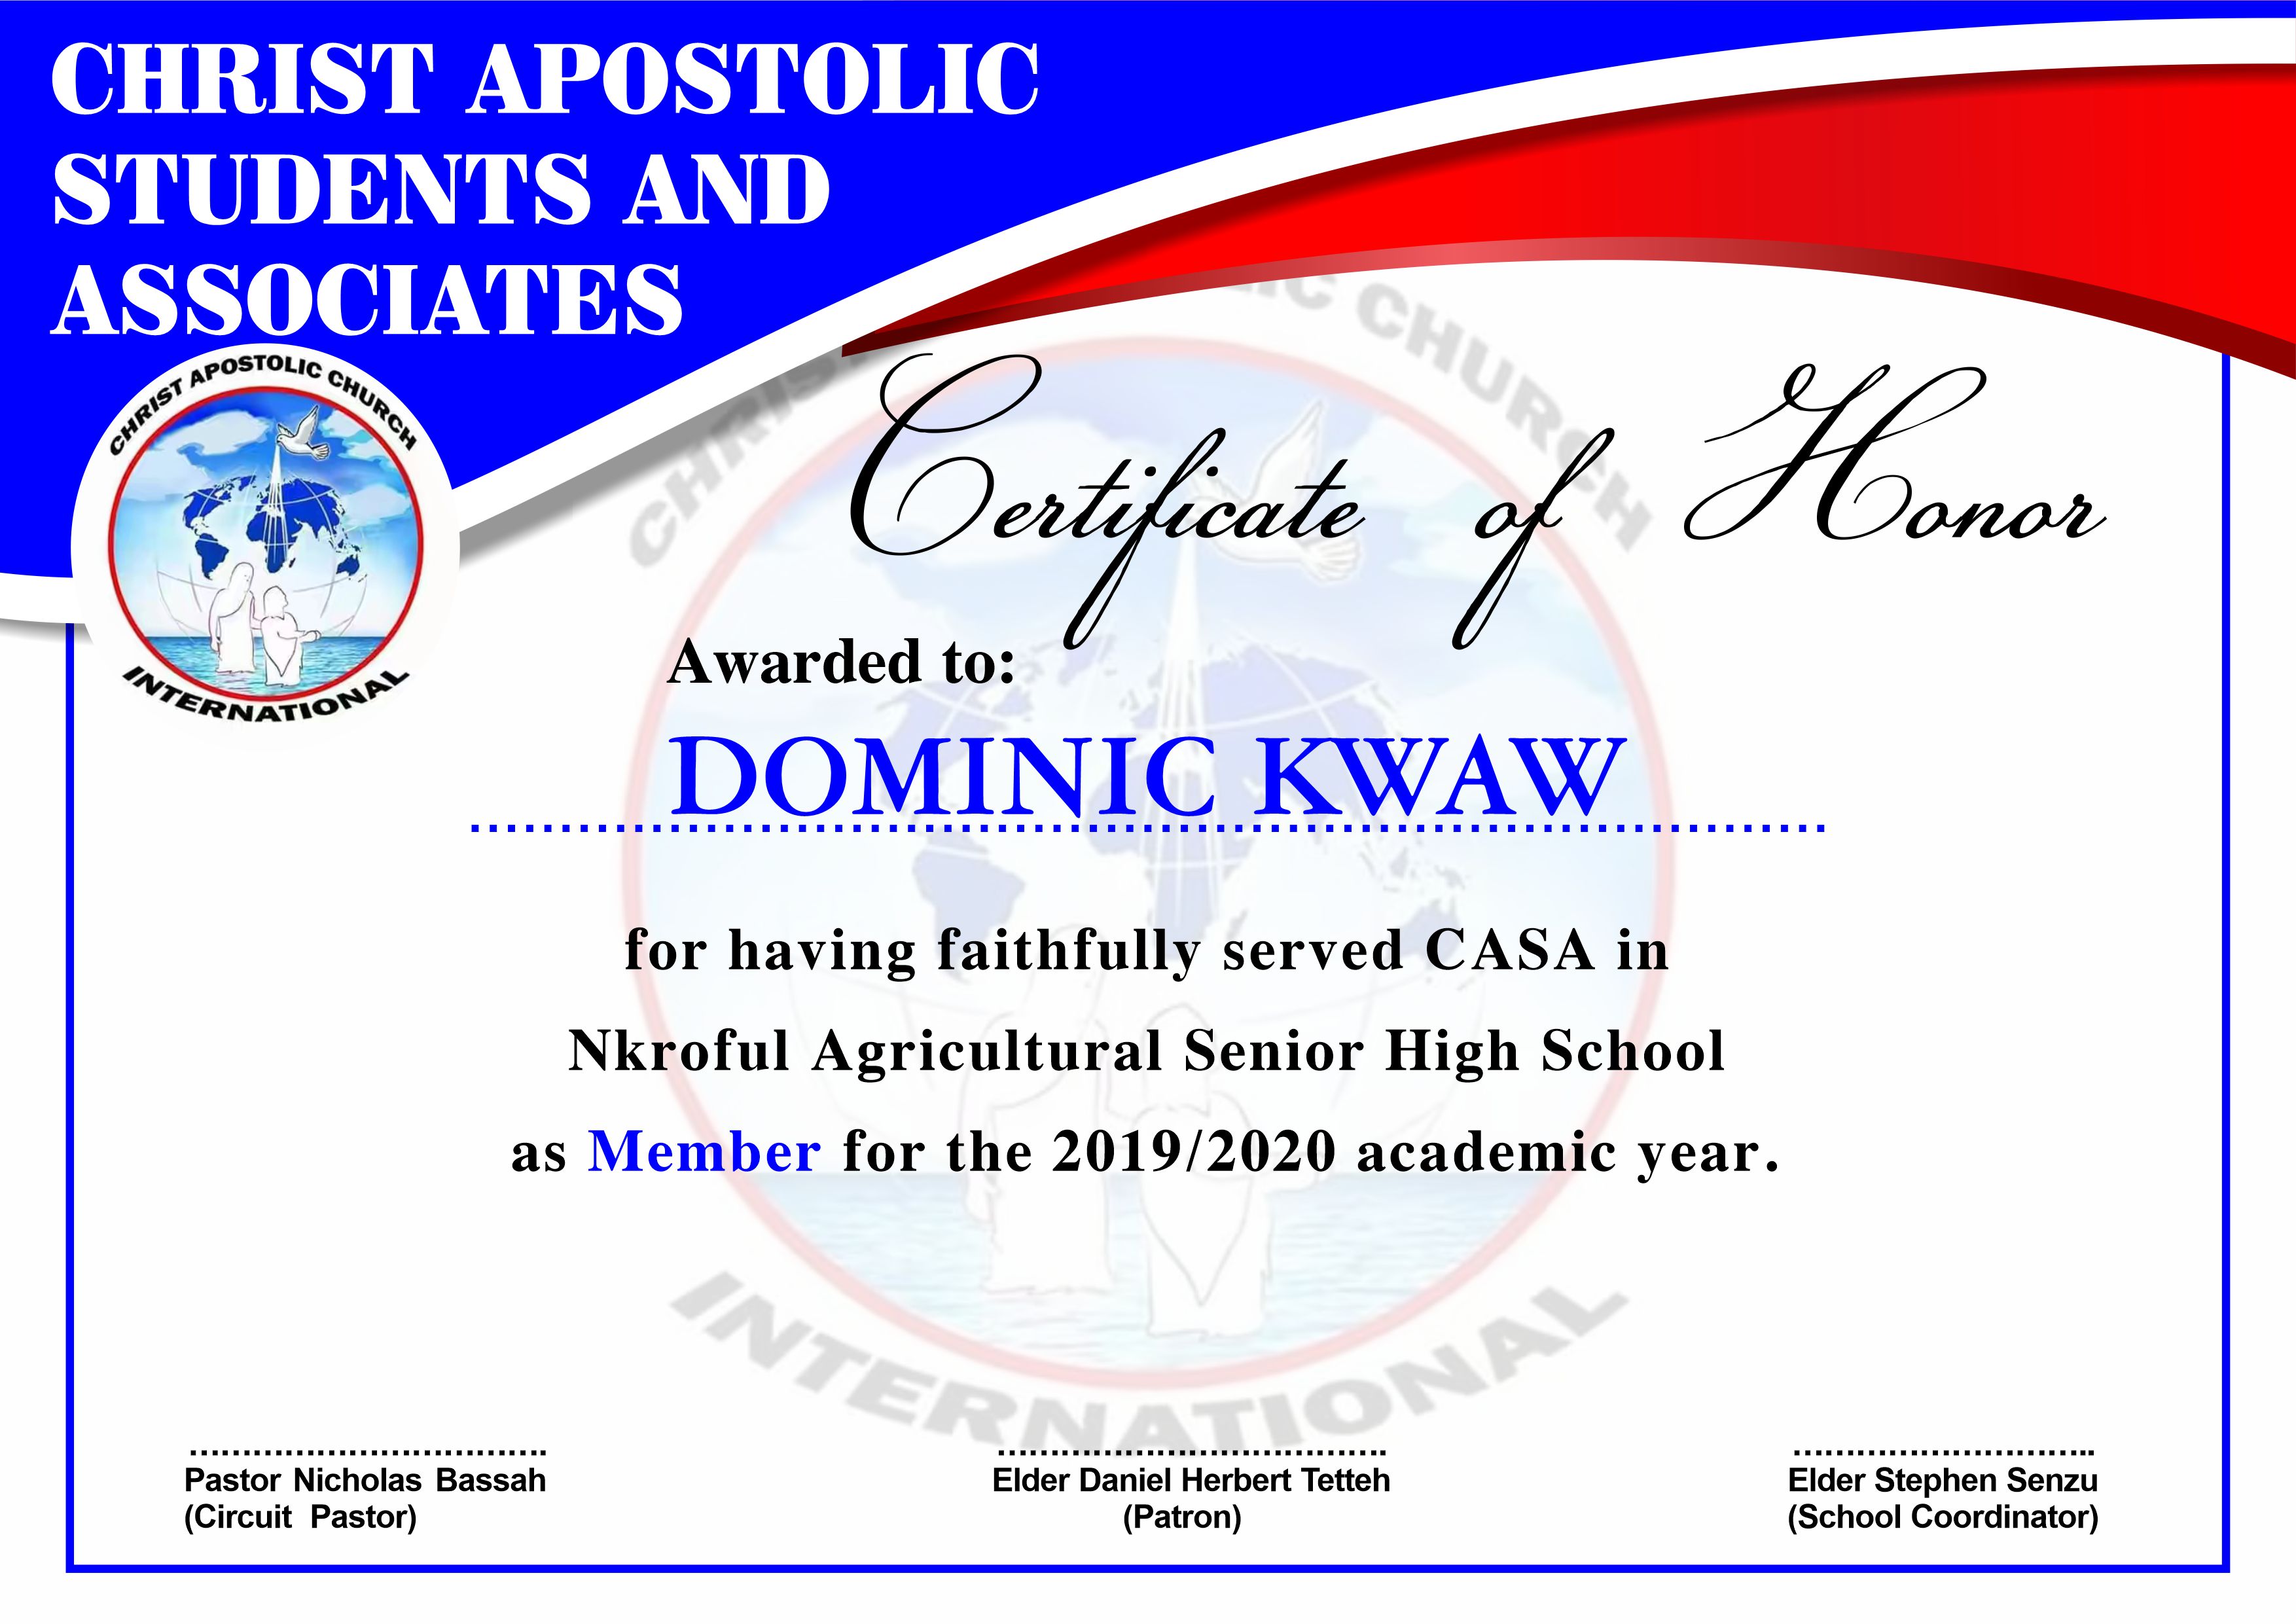 CHRIST APOSTOLIC
STUDENTS AND
ASSOCIATES
CHRIST APOSTOLIC CHURCH
INTERNATIONAL
Certificate of Honor
Awarded to:
DOMINIC KWAW
for having faithfully served CASA in
Nkroful Agricultural Senior High School
as Member for the 2019/2020 academic year.
CHRIST IC CHURCH
INTERNATIONAL
Pastor Nicholas Bassah
(Circuit Pastor)
Elder Daniel Herbert Tetteh
(Patron)
Elder Stephen Senzu
(School Coordinator)